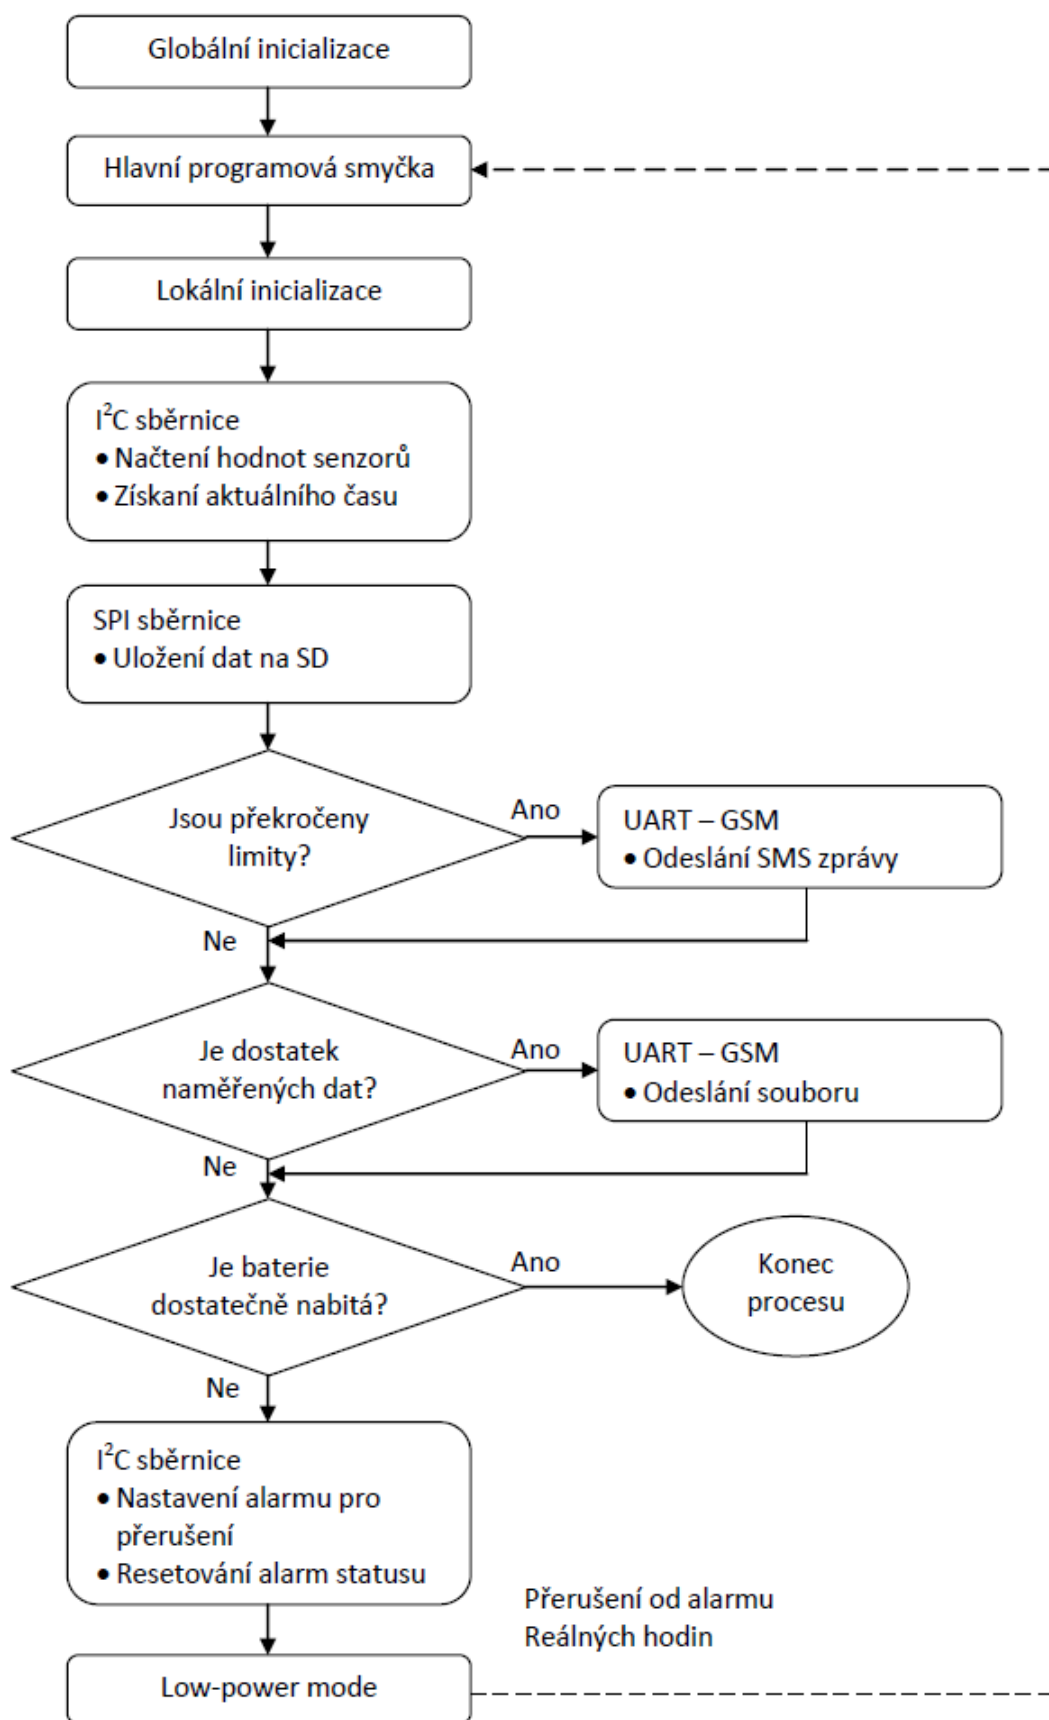 Globální inicializace
Hlavní programová smyčka
Lokální inicializace
I²C sběrnice
• Načtení hodnot senzorů
• Získaní aktuálního času
SPI sběrnice
• Uložení dat na SD
Jsou překročeny
limity?
Ano
UART – GSM
• Odeslání SMS zprávy
Ne
Je dostatek
naměřených dat?
Ano
UART – GSM
• Odeslání souboru
Ne
Je baterie
dostatečně nabitá?
Ano
Konec
procesu
Ne
I²C sběrnice
• Nastavení alarmu pro
přerušení
• Resetování alarm statusu
Přerušení od alarmu
Reálných hodin
Low-power mode